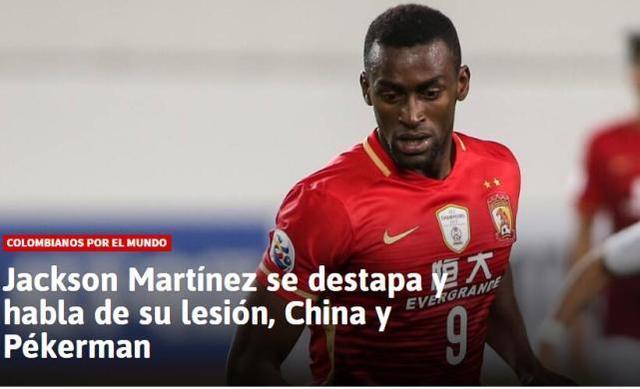 COLOMBIANOS POR EL MUNDO
Jackson Martínez se destapa y
habla de su lesión, China y
Pékerman
恒大
EVERGRANDE
9